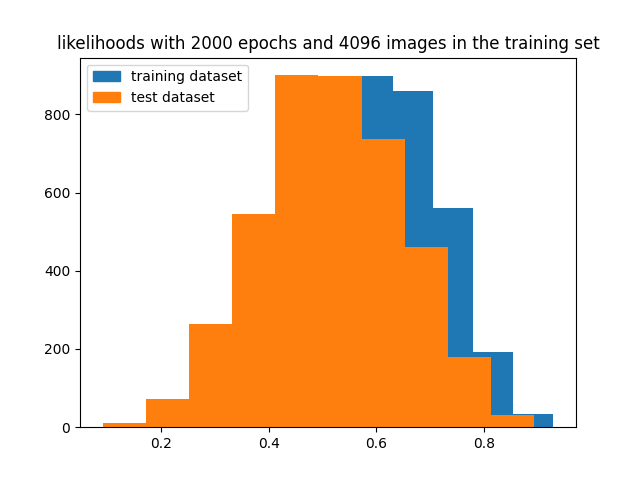 likelihoods with 2000 epochs and 4096 images in the training set
training dataset
test dataset
800
600
400
200
0
0.2 0.4 0.6 0.8